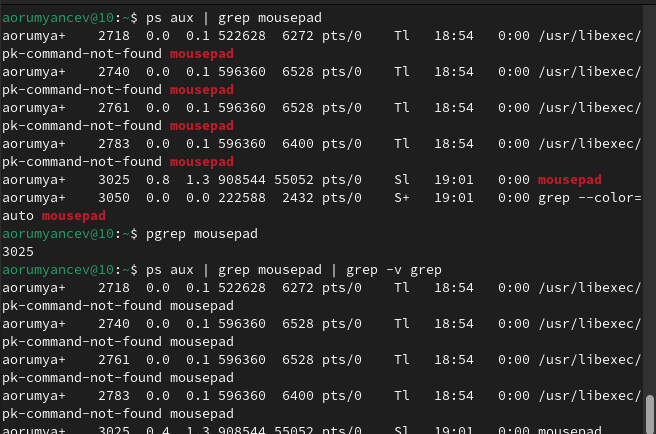 aorumyancev@10:~$ ps aux | grep mousepad
aorumya+    2718  0.0  0.1 522628  6272 pts/0    Tl   18:54   0:00 /usr/libexec/
pk-command-not-found mousepad
aorumya+    2740  0.0  0.1 596360  6528 pts/0    Tl   18:54   0:00 /usr/libexec/
pk-command-not-found mousepad
aorumya+    2761  0.0  0.1 596360  6528 pts/0    Tl   18:54   0:00 /usr/libexec/
pk-command-not-found mousepad
aorumya+    2783  0.0  0.1 596360  6400 pts/0    Tl   18:54   0:00 /usr/libexec/
pk-command-not-found mousepad
aorumya+    3025  0.8  1.3 908544 55052 pts/0    Sl   19:01   0:00 mousepad
aorumya+    3050  0.0  0.0 222588  2432 pts/0    S+   19:01   0:00 grep --color=
auto mousepad
aorumyancev@10:~$ pgrep mousepad
3025
aorumyancev@10:~$ ps aux | grep mousepad | grep -v grep
aorumya+    2718  0.0  0.1 522628  6272 pts/0    Tl   18:54   0:00 /usr/libexec/
pk-command-not-found mousepad
aorumya+    2740  0.0  0.1 596360  6528 pts/0    Tl   18:54   0:00 /usr/libexec/
pk-command-not-found mousepad
aorumya+    2761  0.0  0.1 596360  6528 pts/0    Tl   18:54   0:00 /usr/libexec/
pk-command-not-found mousepad
aorumya+    2783  0.0  0.1 596360  6400 pts/0    Tl   18:54   0:00 /usr/libexec/
pk-command-not-found mousepad
aorumya+    3025  0.4  1.3 908544 55052 pts/0    Sl   19:01   0:00 mousepad